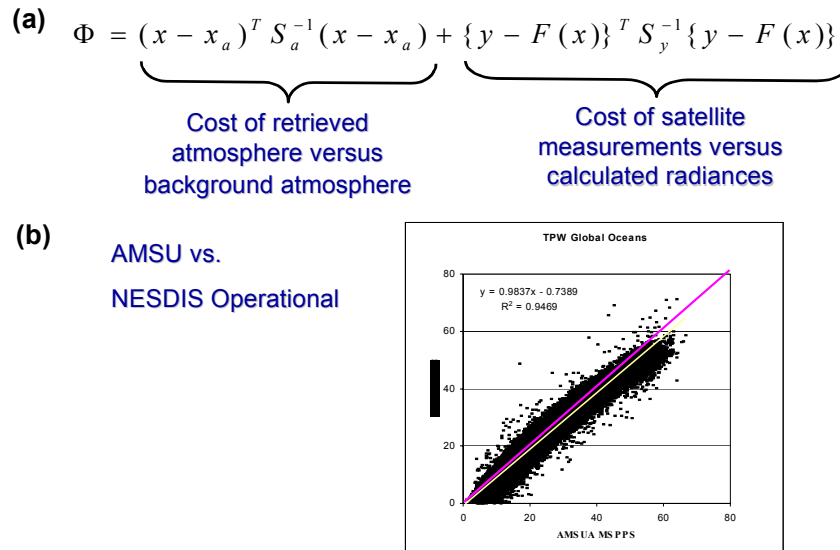 (a) Φ = (x − x_a)^T S_a^{-1} (x − x_a) + {y − F(x)}^T S_y^{-1} {y − F(x)}
Cost of retrieved
atmosphere versus
background atmosphere
Cost of satellite
measurements versus
calculated radiances
(b)
AMSU vs.
NESDIS Operational
TPW Global Oceans
y = 0.9837x - 0.7389
R² = 0.9469
80
60
40
20
0
0 20 40 60 80
AMSUA MSPPS